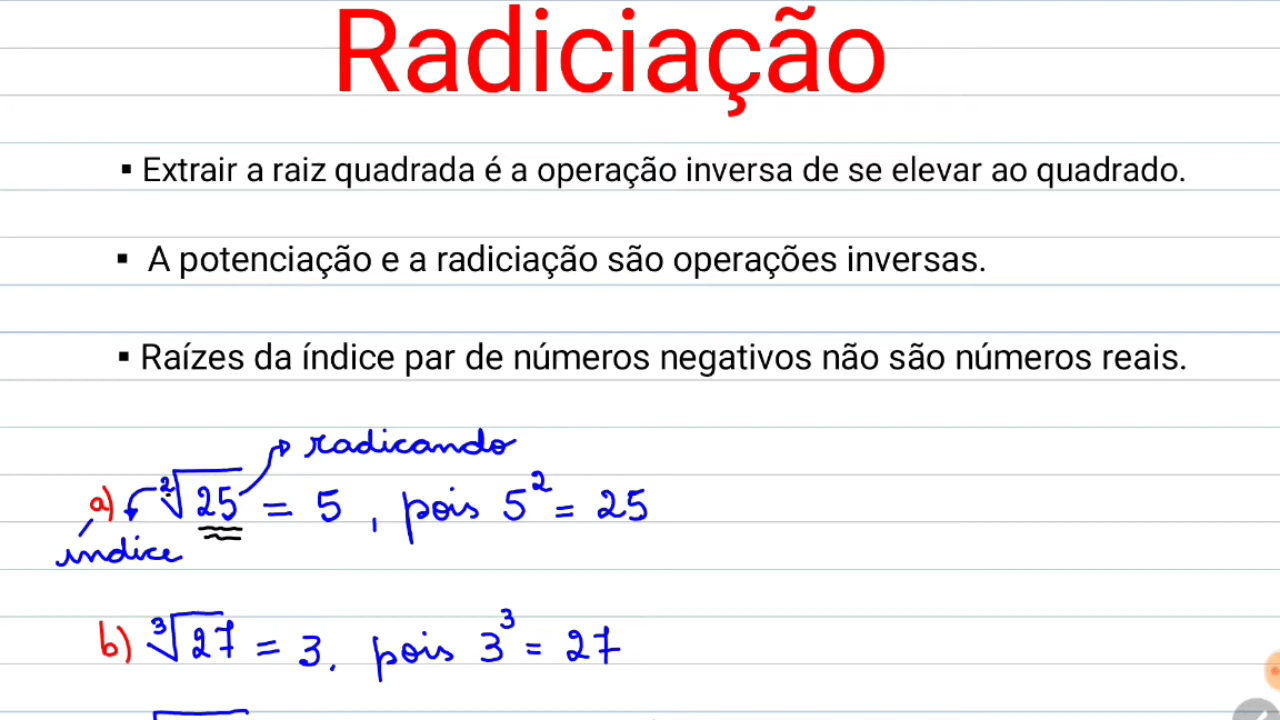 Radiciação
▪ Extrair a raiz quadrada é a operação inversa de se elevar ao quadrado.
▪ A potenciação e a radiciação são operações inversas.
▪ Raízes da índice par de números negativos não são números reais.
radicando
a) ²√25 = 5, pois 5² = 25
índice
b) ³√27 = 3. pois 3³ = 27